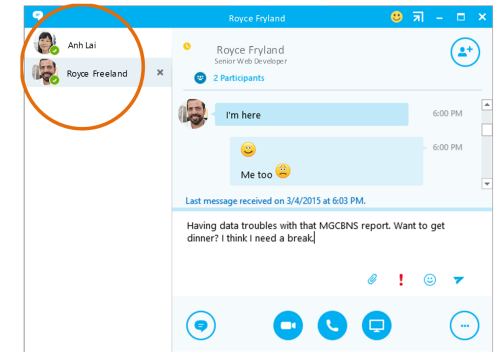 Royce Fryland
Anh Lai
Royce Freeland
Royce Fryland
Senior Web Developer
2 Participants
I'm here
6:00 PM
6:00 PM
Me too
Last message received on 3/4/2015 at 6:03 PM.
Having data troubles with that MGCBNS report. Want to get
dinner? I think I need a break.